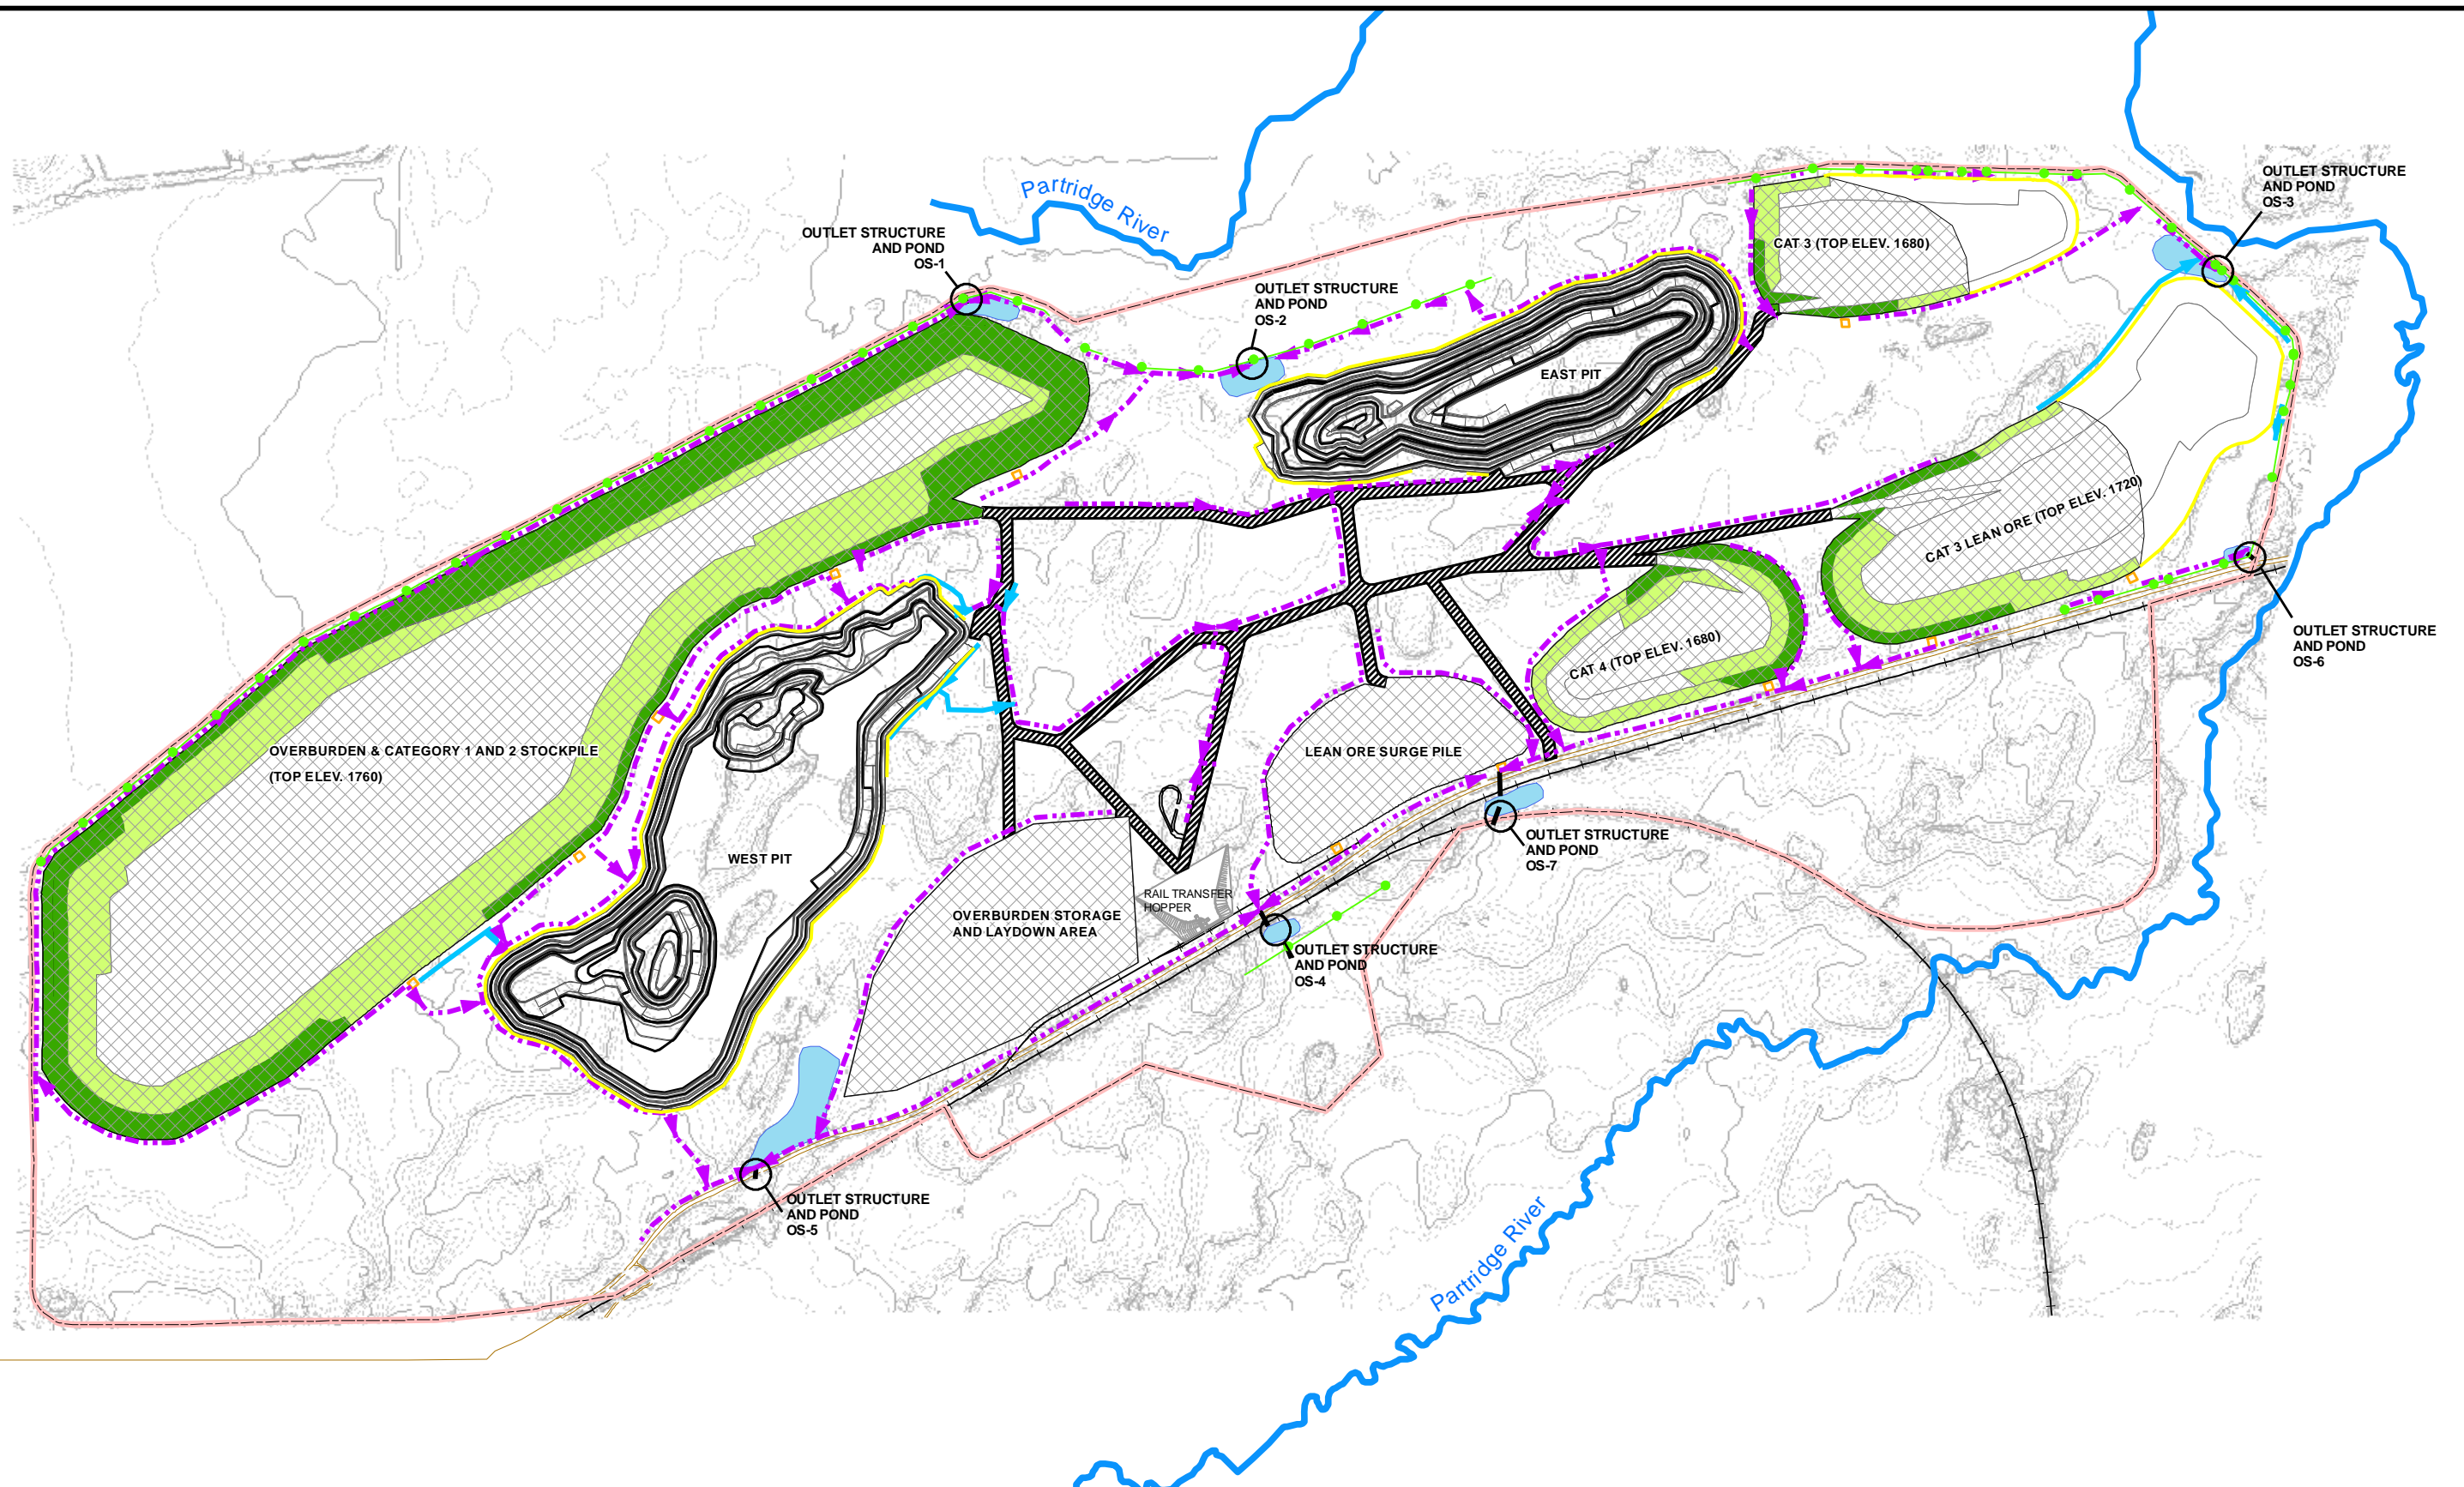 OUTLET STRUCTURE
AND POND
OS-3
Partridge River
OUTLET STRUCTURE
AND POND
OS-1
CAT 3 (TOP ELEV. 1680)
OUTLET STRUCTURE
AND POND
OS-2
EAST PIT
CAT 3 LEAN ORE (TOP ELEV. 1720)
OUTLET STRUCTURE
AND POND
OS-6
CAT 4 (TOP ELEV. 1680)
OVERBURDEN & CATEGORY 1 AND 2 STOCKPILE
(TOP ELEV. 1760)
LEAN ORE SURGE PILE
OUTLET STRUCTURE
AND POND
OS-7
WEST PIT
RAIL TRANSFER
HOPPER
OVERBURDEN STORAGE
AND LAYDOWN AREA
OUTLET STRUCTURE
AND POND
OS-4
OUTLET STRUCTURE
AND POND
OS-5
Partridge River